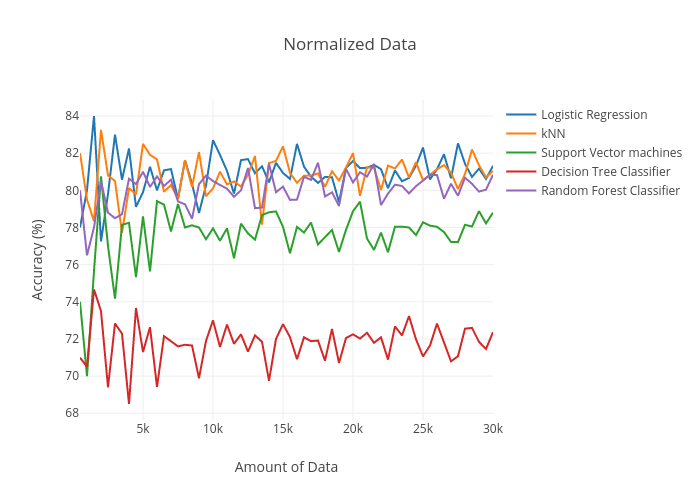 Normalized Data
84
82
80
78
76
74
72
70
68
Accuracy (%)
5k
10k
15k
20k
25k
30k
Amount of Data
Logistic Regression
kNN
Support Vector machines
Decision Tree Classifier
Random Forest Classifier